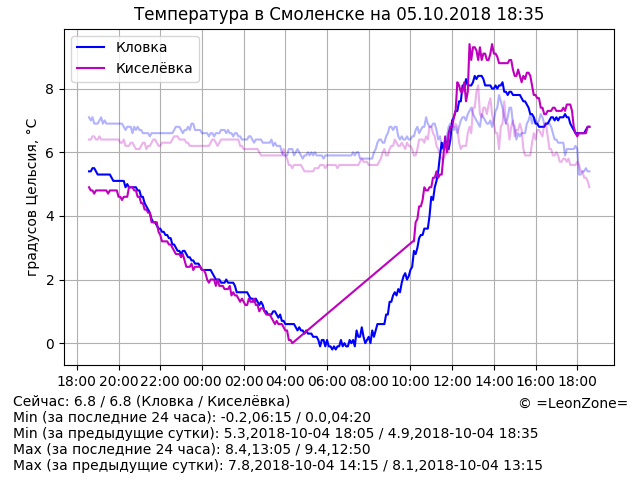 Температура в Смоленске на 05.10.2018 18:35
Кловка
Киселёвка
градусов Цельсия, °C
8
6
4
2
0
18:00 20:00 22:00 00:00 02:00 04:00 06:00 08:00 10:00 12:00 14:00 16:00 18:00
Сейчас: 6.8 / 6.8 (Кловка / Киселёвка)
© =LeonZone=
Min (за последние 24 часа): -0.2,06:15 / 0.0,04:20
Min (за предыдущие сутки): 5.3,2018-10-04 18:05 / 4.9,2018-10-04 18:35
Max (за последние 24 часа): 8.4,13:05 / 9.4,12:50
Max (за предыдущие сутки): 7.8,2018-10-04 14:15 / 8.1,2018-10-04 13:15